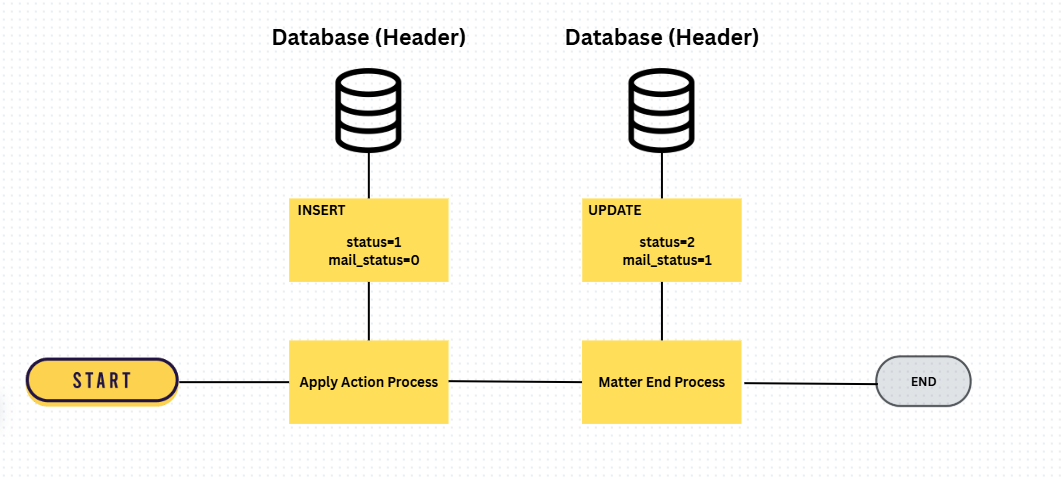 Database (Header)
Database (Header)
INSERT
status=1
mail_status=0
UPDATE
status=2
mail_status=1
START
Apply Action Process
Matter End Process
END